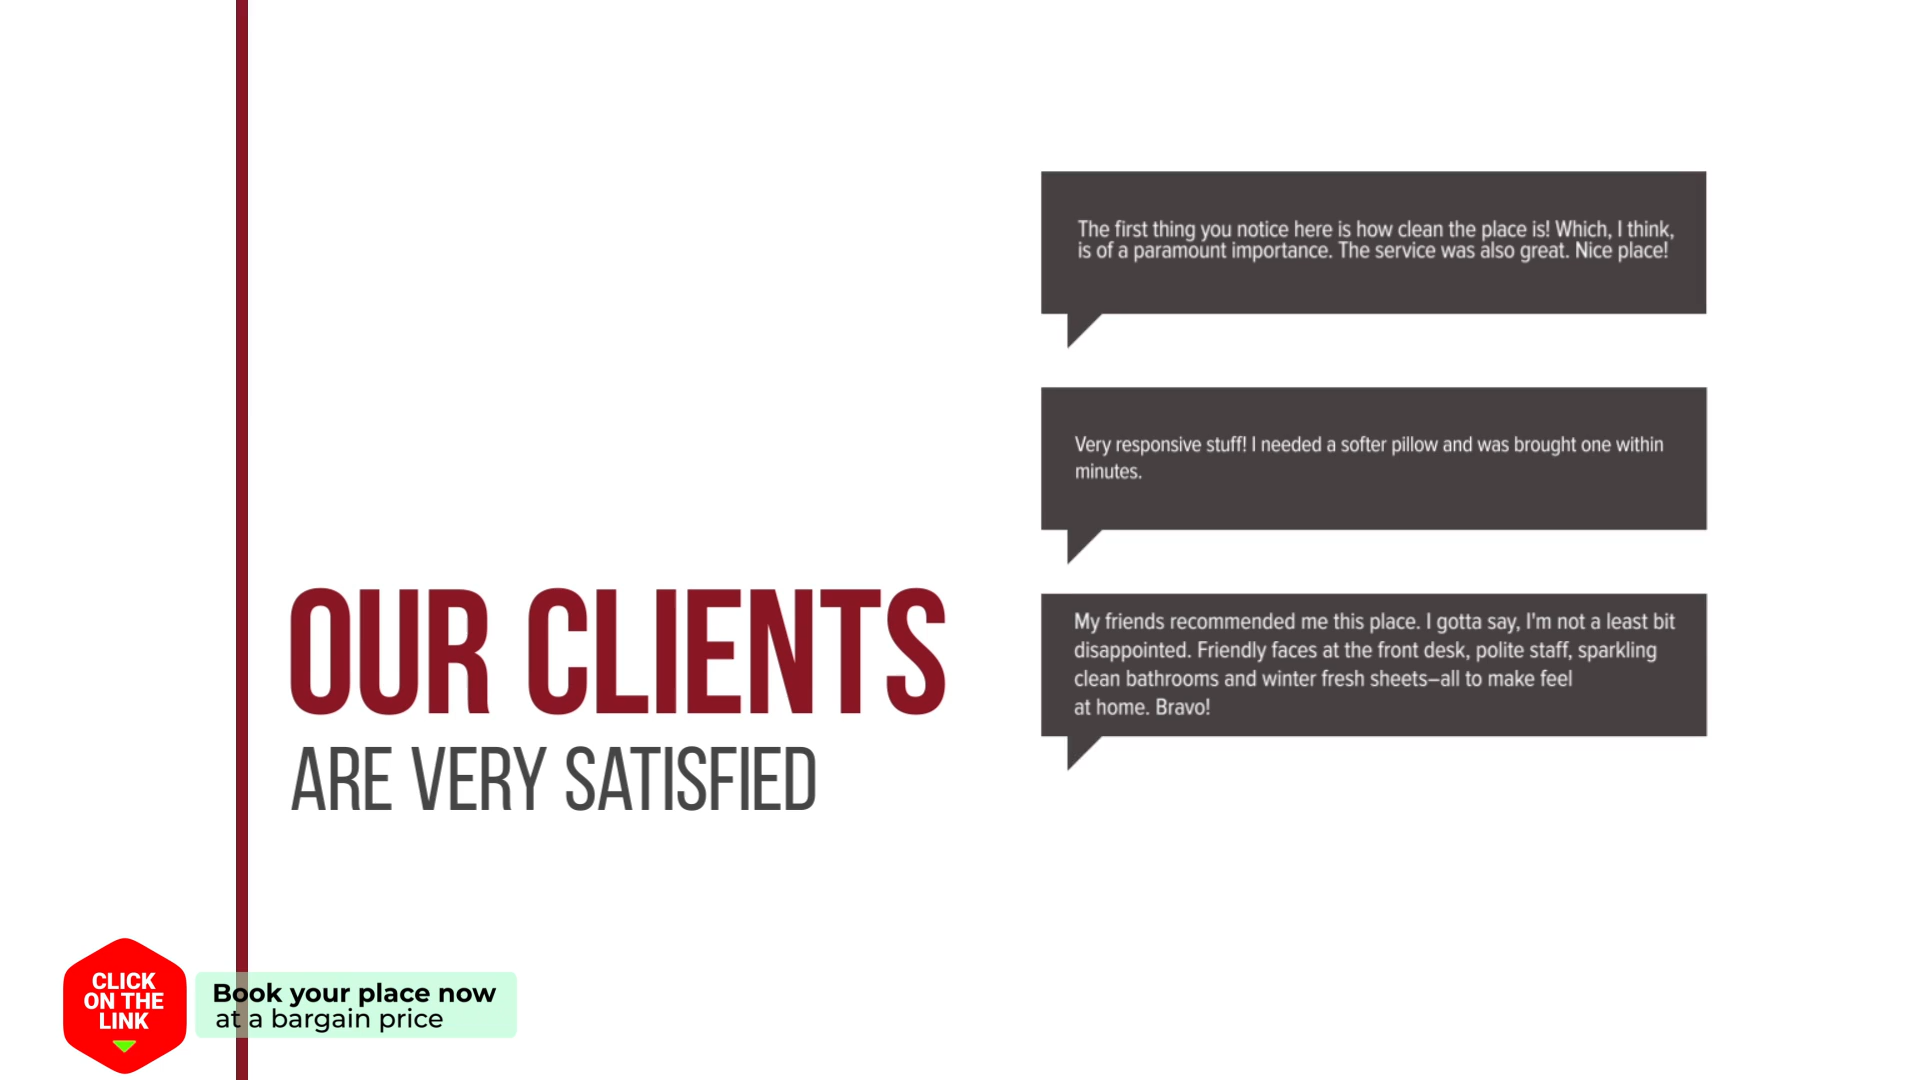 The first thing you notice here is how clean the place is! Which, I think,
is of a paramount importance. The service was also great. Nice place!
Very responsive stuff! I needed a softer pillow and was brought one within
minutes.
My friends recommended me this place. I gotta say, I'm not a least bit
disappointed. Friendly faces at the front desk, polite staff, sparkling
clean bathrooms and winter fresh sheets–all to make feel
at home. Bravo!
OUR CLIENTS
ARE VERY SATISFIED
CLICK
ON THE
LINK
Book your place now
at a bargain price